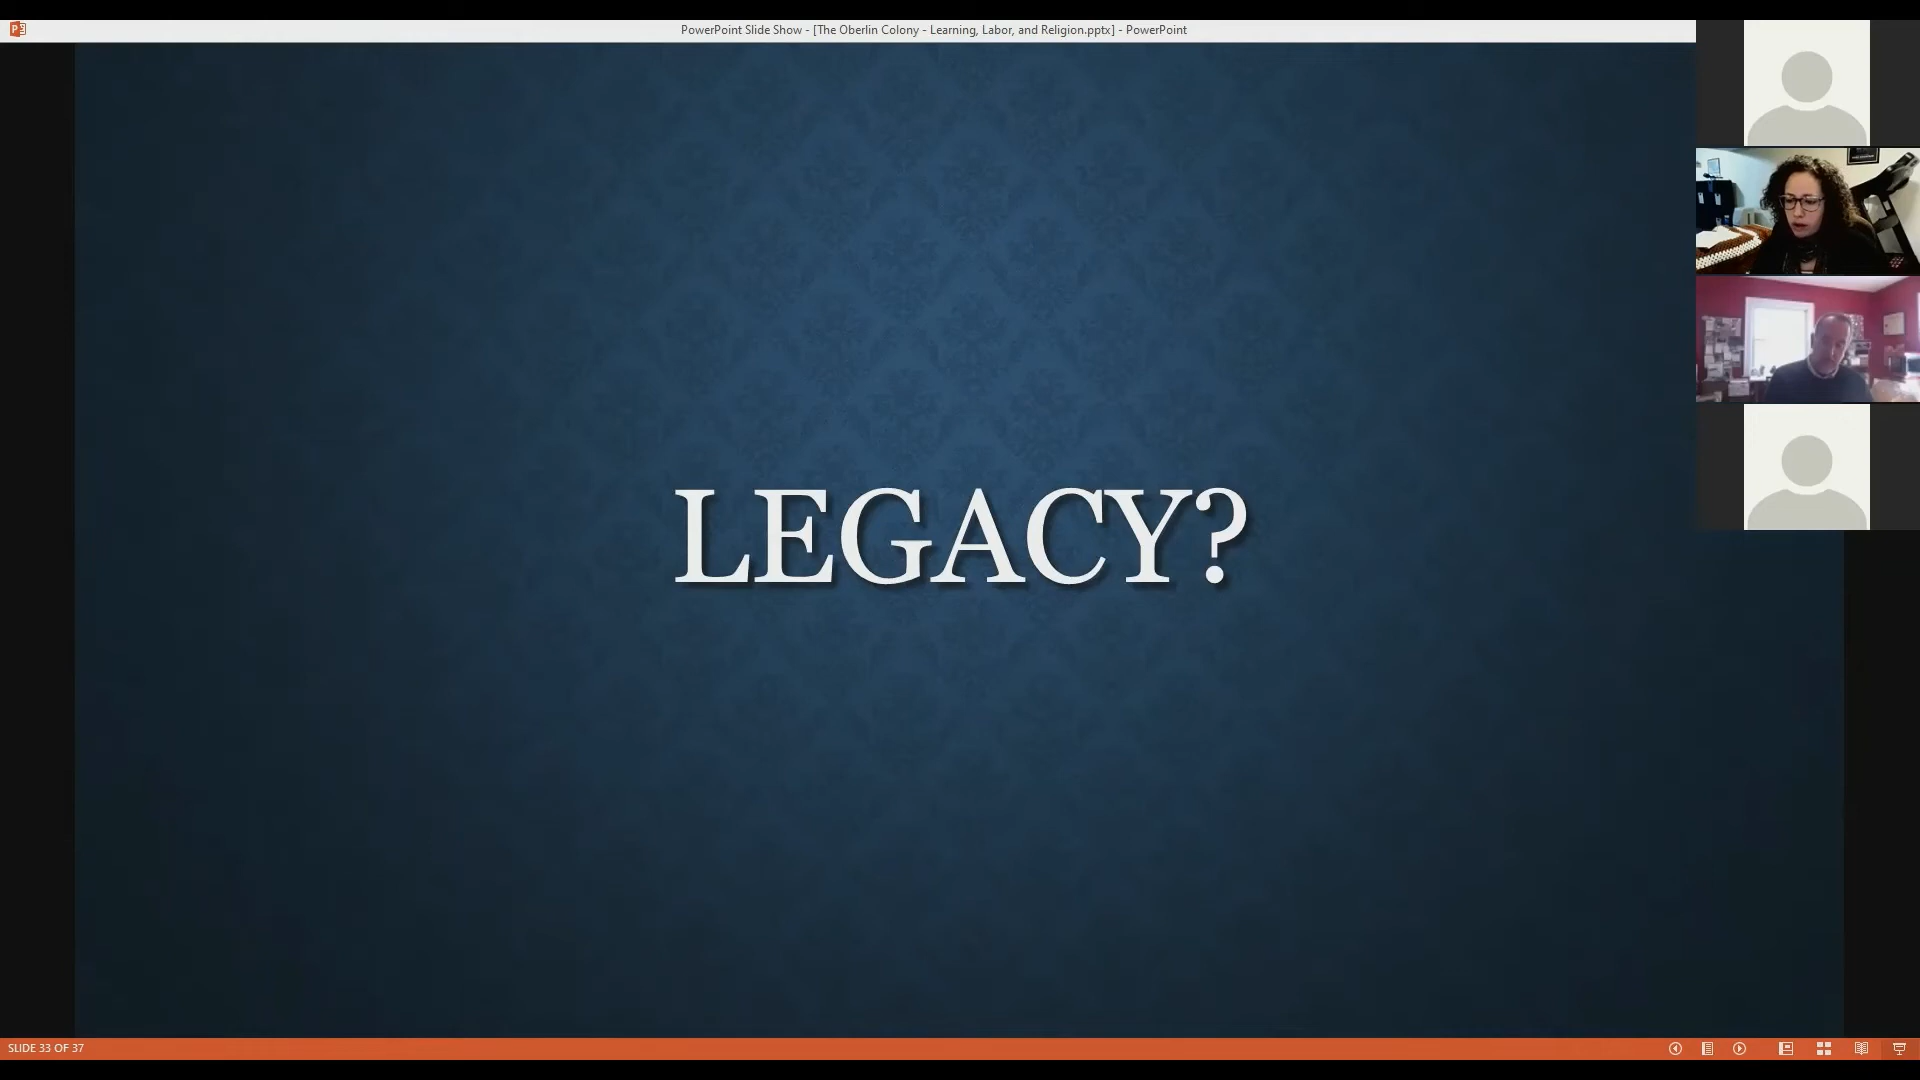 PowerPoint Slide Show - [The Oberlin Colony - Learning, Labor, and Religion.pptx] - PowerPoint
LEGACY?
SLIDE 33 OF 37